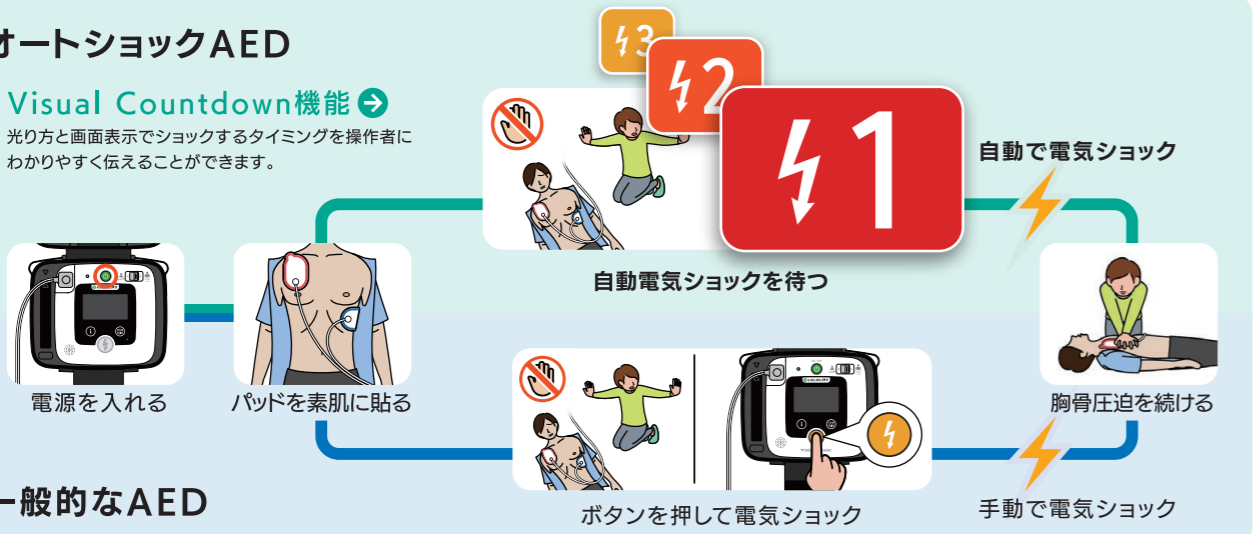 オートショックAED
Visual Countdown機能
光り方と画面表示でショックするタイミングを操作者に
わかりやすく伝えることができます。
3
2
1
自動で電気ショック
自動電気ショックを待つ
電源を入れる
パッドを素肌に貼る
胸骨圧迫を続ける
ボタンを押して電気ショック
手動で電気ショック
一般的なAED